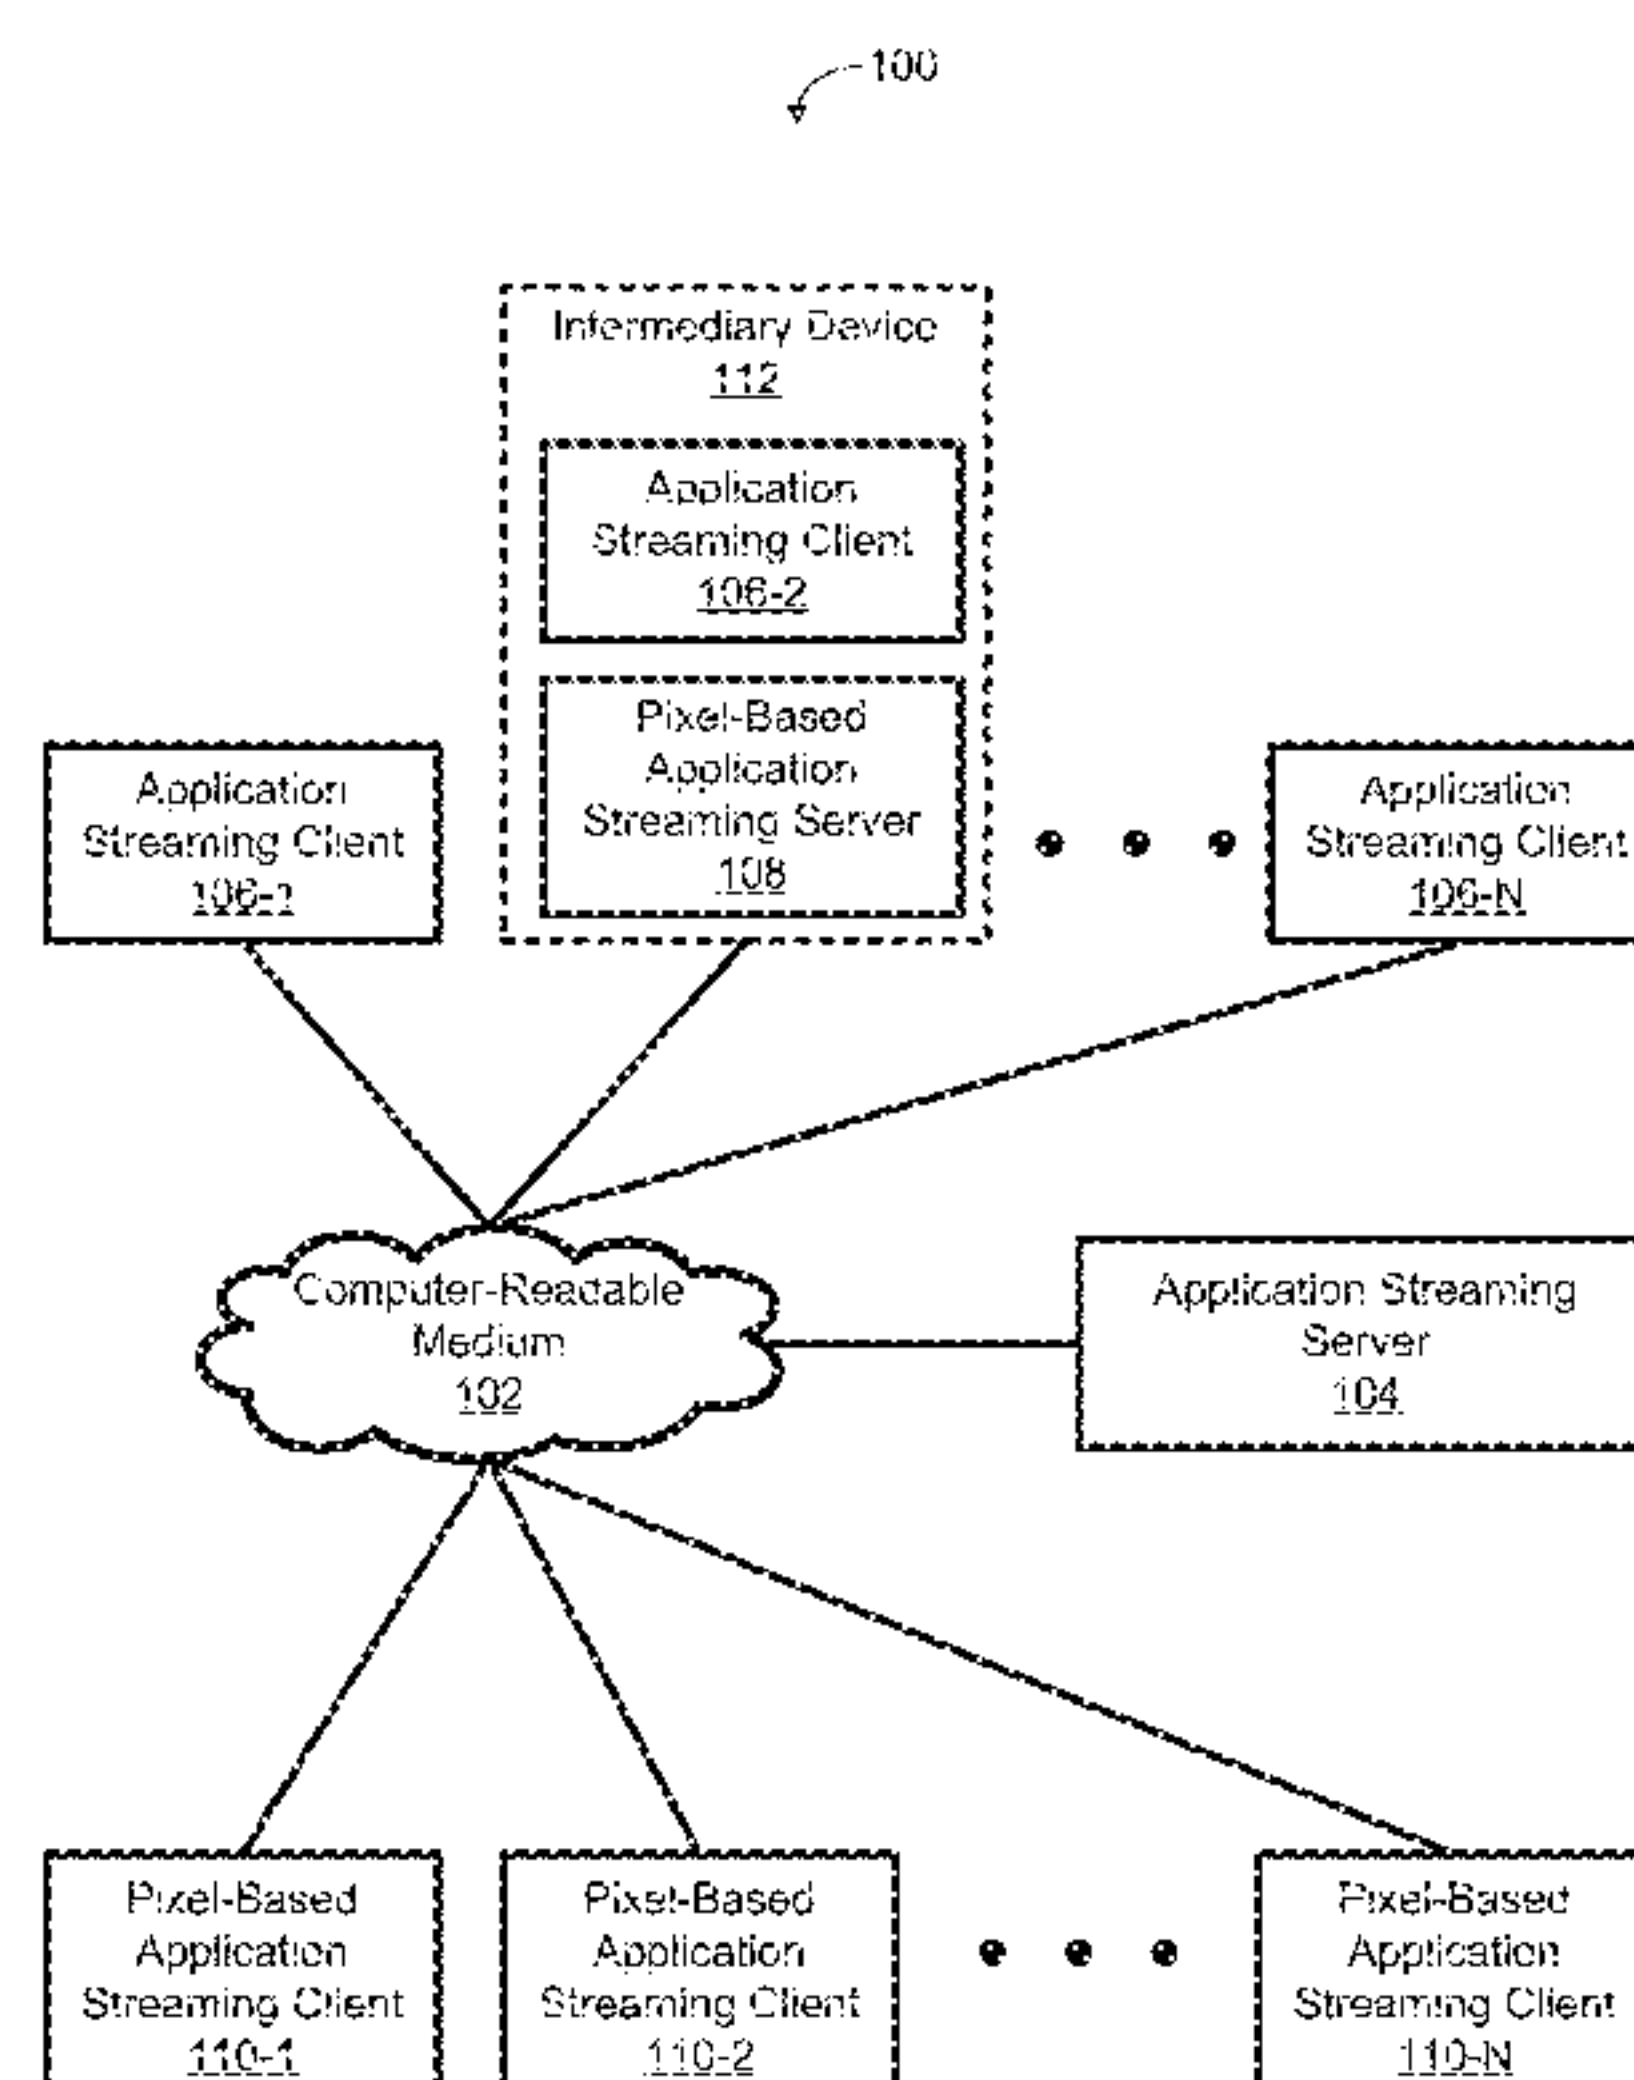 100
Intermediary Device
112
Application
Streaming Client
106-2
Pixel-Based
Application
Streaming Server
108
Application
Streaming Client
106-1
Application
Streaming Client
106-N
Computer-Readable
Medium
102
Application Streaming
Server
104
Pixel-Based
Application
Streaming Client
110-1
Pixel-Based
Application
Streaming Client
110-2
Pixel-Based
Application
Streaming Client
110-N